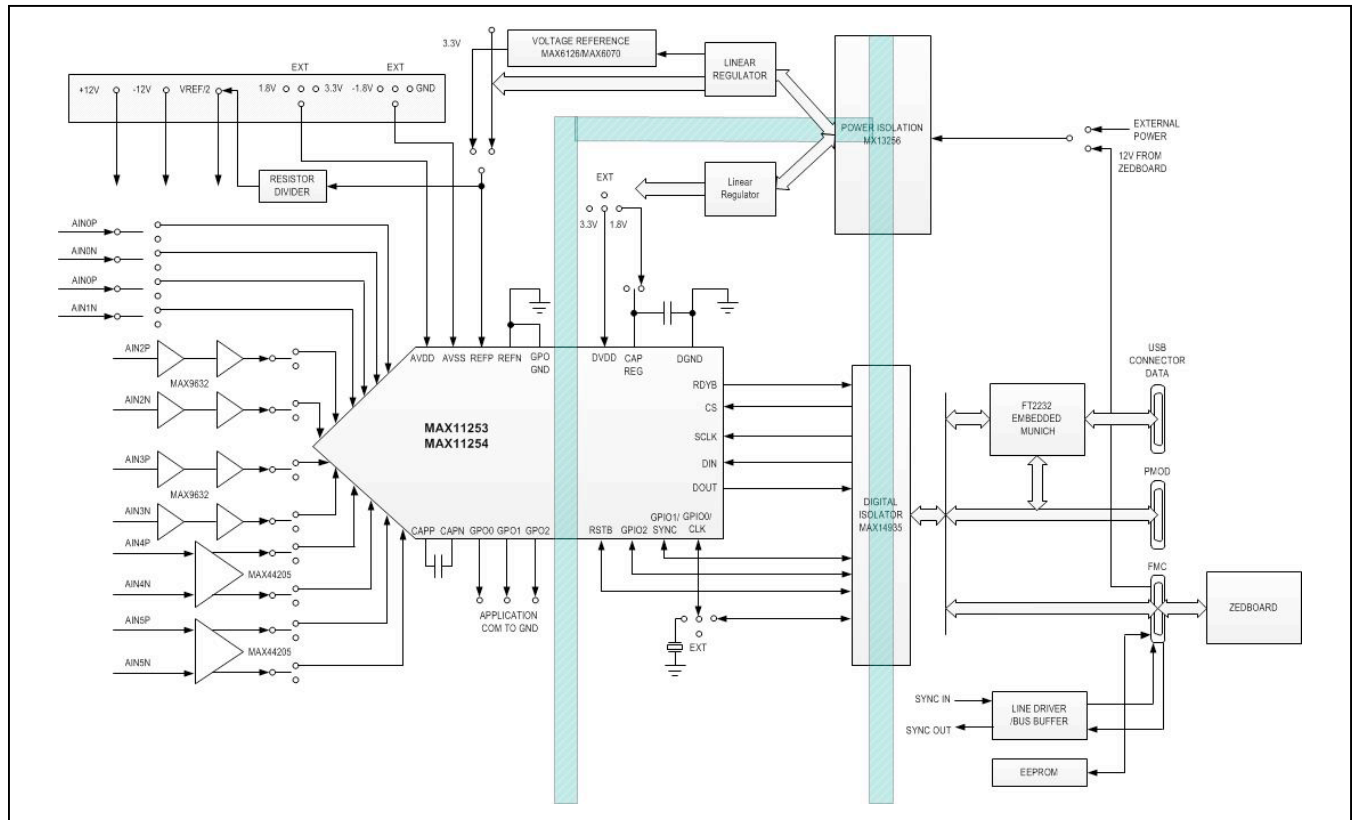 3.3V
VOLTAGE REFERENCE
MAX6126/MAX6070
LINEAR
REGULATOR
EXT
EXT
+12V
-12V
VREF/2
1.8V
3.3V
-1.8V
GND
POWER ISOLATION
MX13256
EXTERNAL
POWER
12V FROM
ZEDBOARD
RESISTOR
DIVIDER
EXT
Linear
Regulator
3.3V
1.8V
AIN0P
AIN0N
AIN0P
AIN1N
AIN2P
MAX9632
AIN2N
AIN3P
MAX9632
AIN3N
AIN4P
MAX44205
AIN4N
AIN5P
MAX44205
AIN5N
AVDD
AVSS
REFP
REFN
GPO
GND
DVDD
CAP
REG
DGND
MAX11253
MAX11254
RDYB
CS
SCLK
DIN
DOUT
CAPP
CAPN
GPO0
GPO1
GPO2
RSTB
GPIO2
GPIO1/
SYNC
GPIO0/
CLK
APPLICATION
COM TO GND
EXT
DIGITAL
ISOLATOR
MAX14935
FT2232
EMBEDDED
MUNICH
USB
CONNECTOR
DATA
PMOD
FMC
ZEDBOARD
SYNC IN
SYNC OUT
LINE DRIVER
/BUS BUFFER
EEPROM